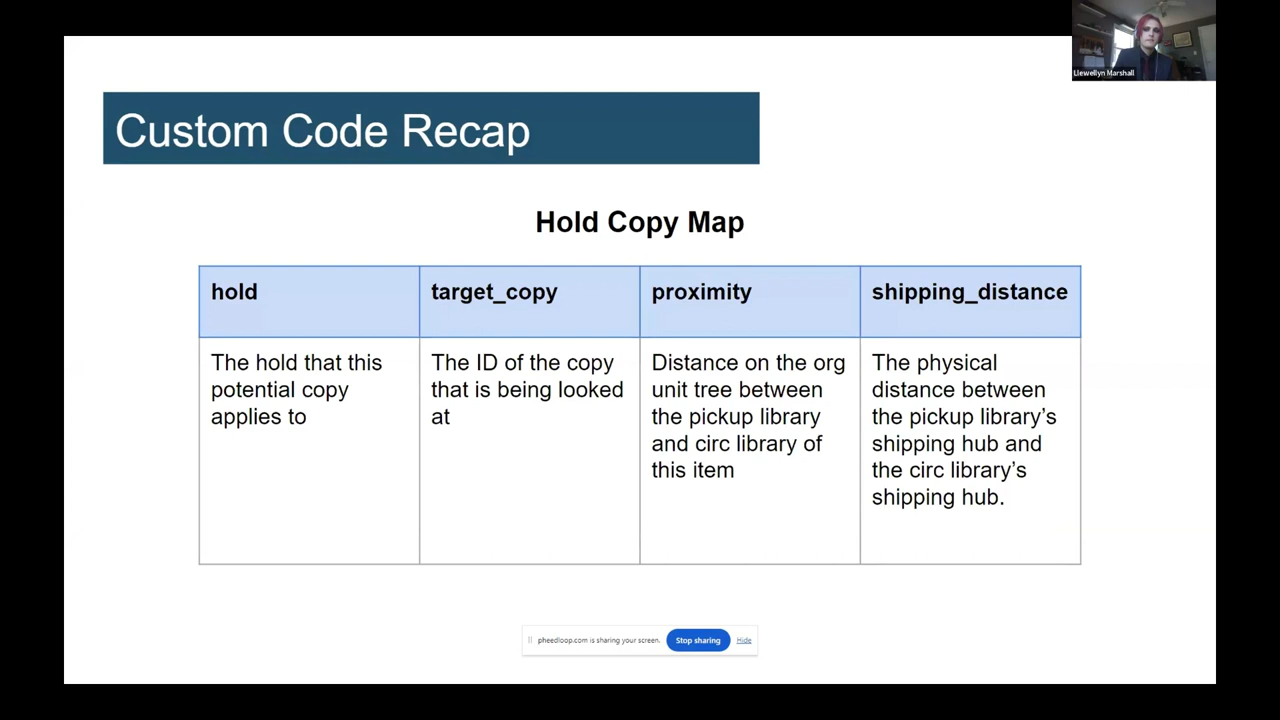 Llewellyn Marshall
Custom Code Recap
Hold Copy Map
hold
target_copy
proximity
shipping_distance
The hold that this
potential copy
applies to
The ID of the copy
that is being looked
at
Distance on the org
unit tree between
the pickup library
and circ library of
this item
The physical
distance between
the pickup library’s
shipping hub and
the circ library’s
shipping hub.
pheedloop.com is sharing your screen.
Stop sharing
Hide